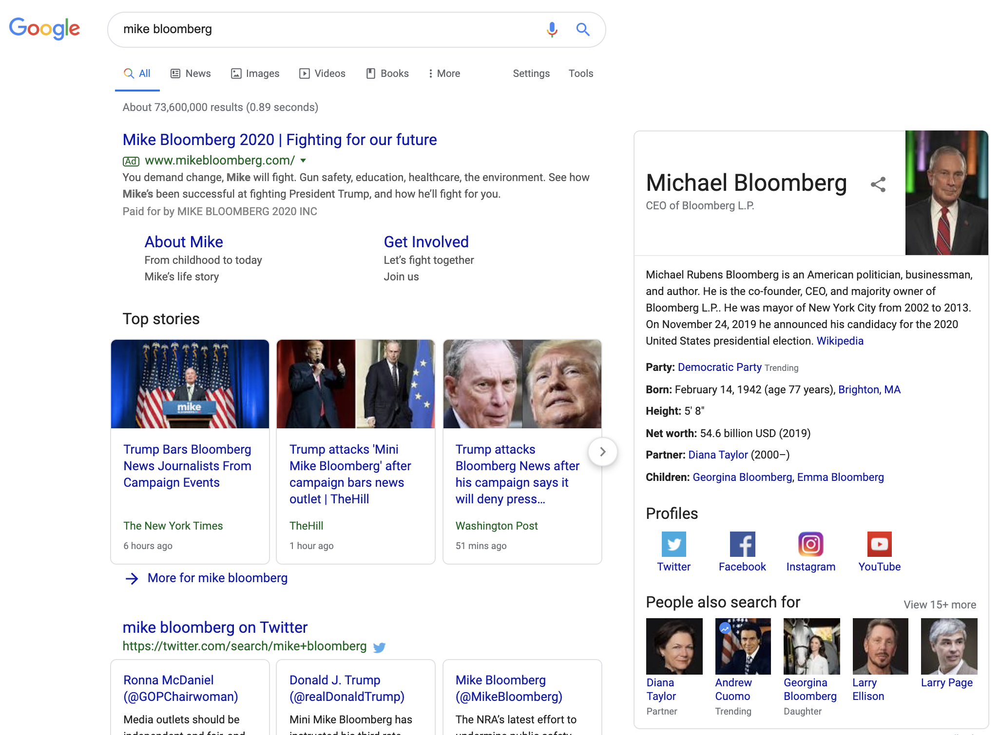 Google
mike bloomberg
All
News
Images
Videos
Books
More
Settings
Tools
About 73,600,000 results (0.89 seconds)
Mike Bloomberg 2020 | Fighting for our future
Ad www.mikebloomberg.com/
You demand change, Mike will fight. Gun safety, education, healthcare, the environment. See how
Mike’s been successful at fighting President Trump, and how he’ll fight for you.
Paid for by MIKE BLOOMBERG 2020 INC
About Mike
From childhood to today
Mike’s life story
Get Involved
Let’s fight together
Join us
Top stories
mike
Trump Bars Bloomberg
News Journalists From
Campaign Events
The New York Times
6 hours ago
Trump attacks 'Mini
Mike Bloomberg' after
campaign bars news
outlet | TheHill
TheHill
1 hour ago
Trump attacks
Bloomberg News after
his campaign says it
will deny press...
Washington Post
51 mins ago
More for mike bloomberg
mike bloomberg on Twitter
https://twitter.com/search/mike+bloomberg
Ronna McDaniel
(@GOPChairwoman)
Media outlets should be
independent and fair, and
Donald J. Trump
(@realDonaldTrump)
Mini Mike Bloomberg has
instructed his third rate
Mike Bloomberg
(@MikeBloomberg)
The NRA’s latest effort to
undermine public safety
Michael Bloomberg
CEO of Bloomberg L.P.
Michael Rubens Bloomberg is an American politician, businessman,
and author. He is the co-founder, CEO, and majority owner of
Bloomberg L.P.. He was mayor of New York City from 2002 to 2013.
On November 24, 2019 he announced his candidacy for the 2020
United States presidential election. Wikipedia
Party: Democratic Party Trending
Born: February 14, 1942 (age 77 years), Brighton, MA
Height: 5' 8"
Net worth: 54.6 billion USD (2019)
Partner: Diana Taylor (2000–)
Children: Georgina Bloomberg, Emma Bloomberg
Profiles
Twitter
Facebook
Instagram
YouTube
People also search for
View 15+ more
Diana
Taylor
Partner
Andrew
Cuomo
Trending
Georgina
Bloomberg
Daughter
Larry
Ellison
Larry Page